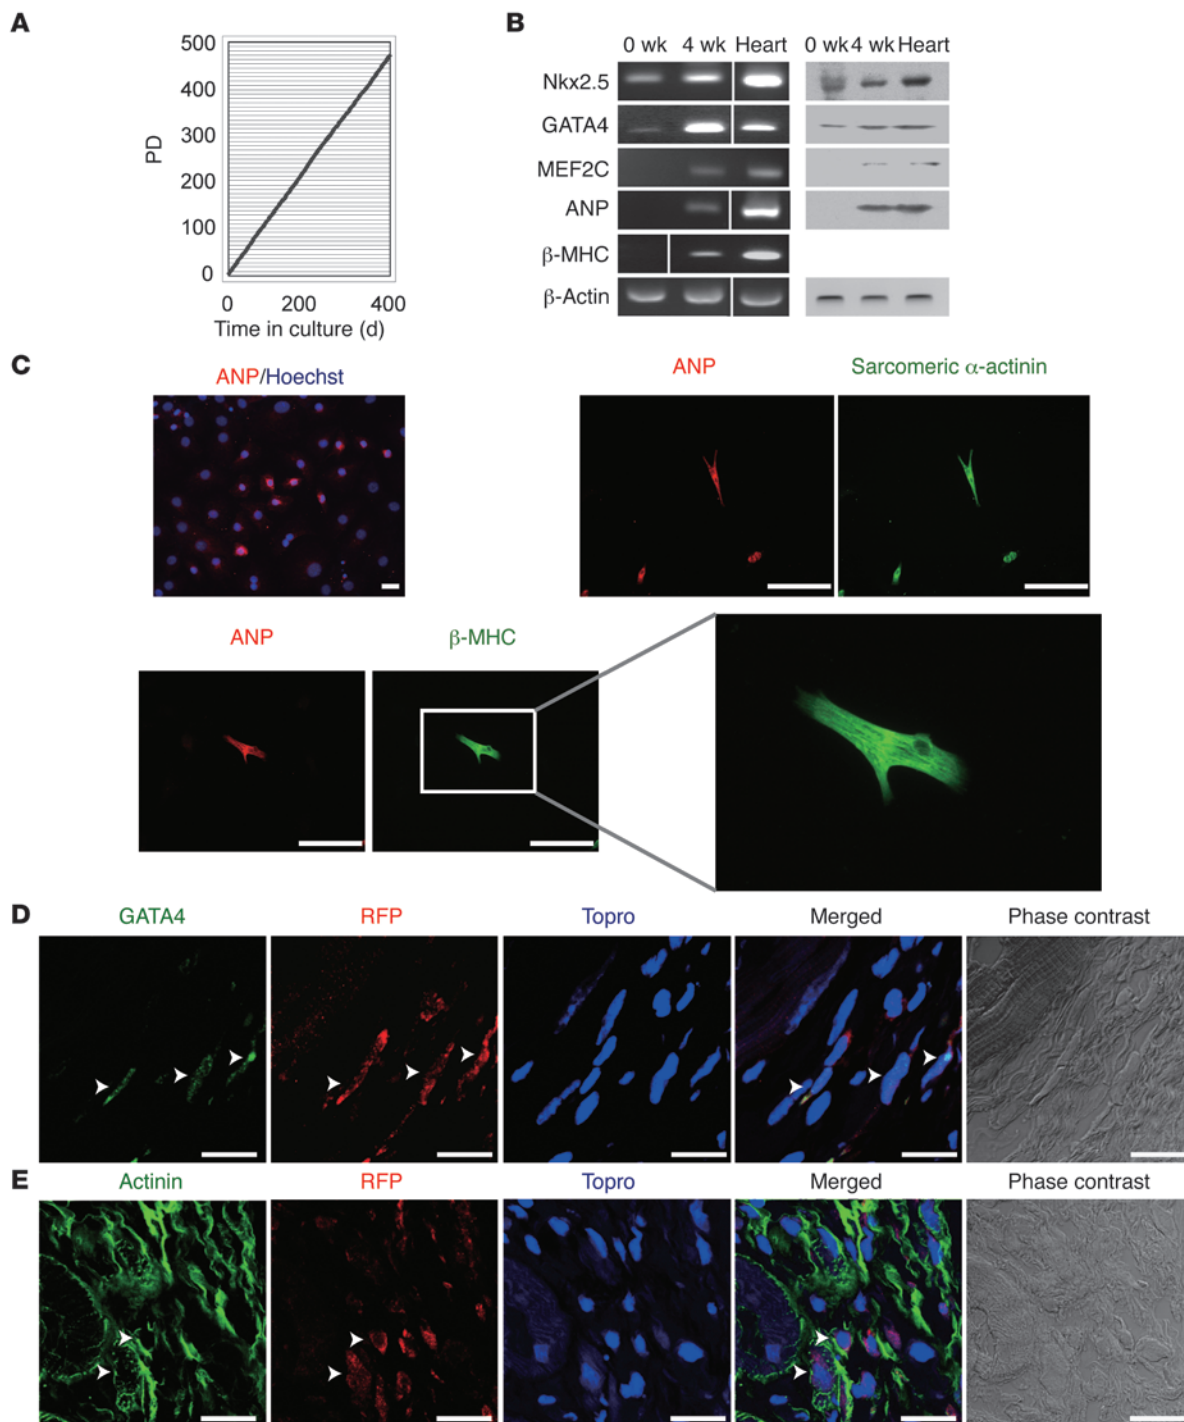 A
500
400
300
200
100
0
PD
0 200 400
Time in culture (d)
B
0 wk 4 wk Heart 0 wk 4 wk Heart
Nkx2.5
GATA4
MEF2C
ANP
β-MHC
β-Actin
C
ANP/Hoechst
ANP
Sarcomeric α-actinin
ANP
β-MHC
D
GATA4 RFP Topro Merged Phase contrast
E
Actinin RFP Topro Merged Phase contrast